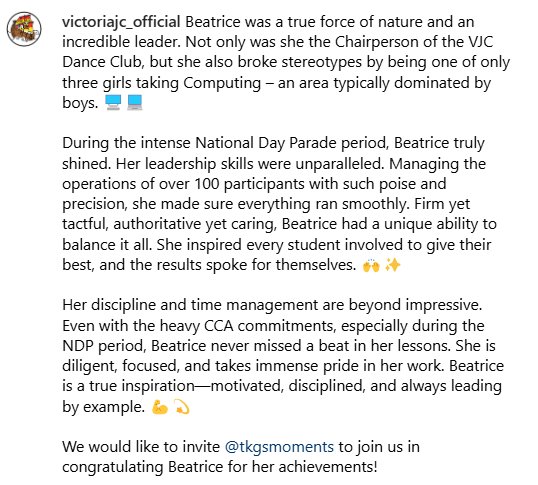 victoriajc_official Beatrice was a true force of nature and an
incredible leader. Not only was she the Chairperson of the VJC
Dance Club, but she also broke stereotypes by being one of only
three girls taking Computing – an area typically dominated by
boys. 🖥️ 💻
During the intense National Day Parade period, Beatrice truly
shined. Her leadership skills were unparalleled. Managing the
operations of over 100 participants with such poise and
precision, she made sure everything ran smoothly. Firm yet
tactful, authoritative yet caring, Beatrice had a unique ability to
balance it all. She inspired every student involved to give their
best, and the results spoke for themselves. 🙌 ✨
Her discipline and time management are beyond impressive.
Even with the heavy CCA commitments, especially during the
NDP period, Beatrice never missed a beat in her lessons. She is
diligent, focused, and takes immense pride in her work. Beatrice
is a true inspiration—motivated, disciplined, and always leading
by example. 💪 💫
We would like to invite @tkgsmoments to join us in
congratulating Beatrice for her achievements!